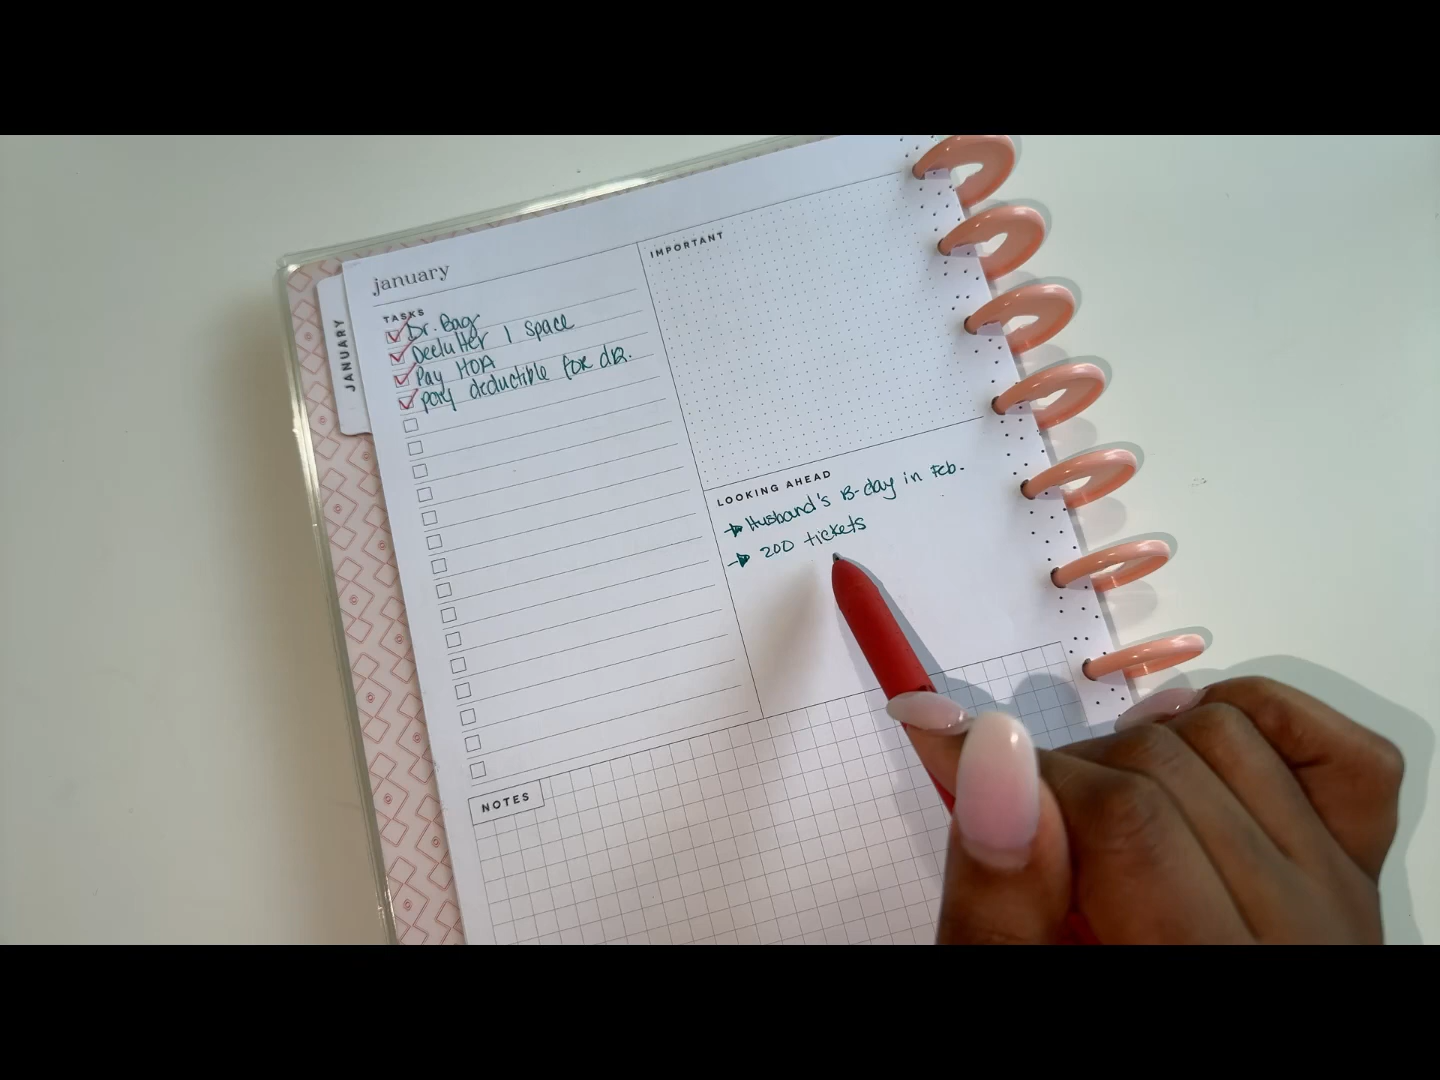 january
JANUARY
TASKS
Dr. Bag
Declutter 1 space
Pay HOA
pay deductible for dr.
IMPORTANT
LOOKING AHEAD
Husband's B-day in Feb.
200 tickets
NOTES